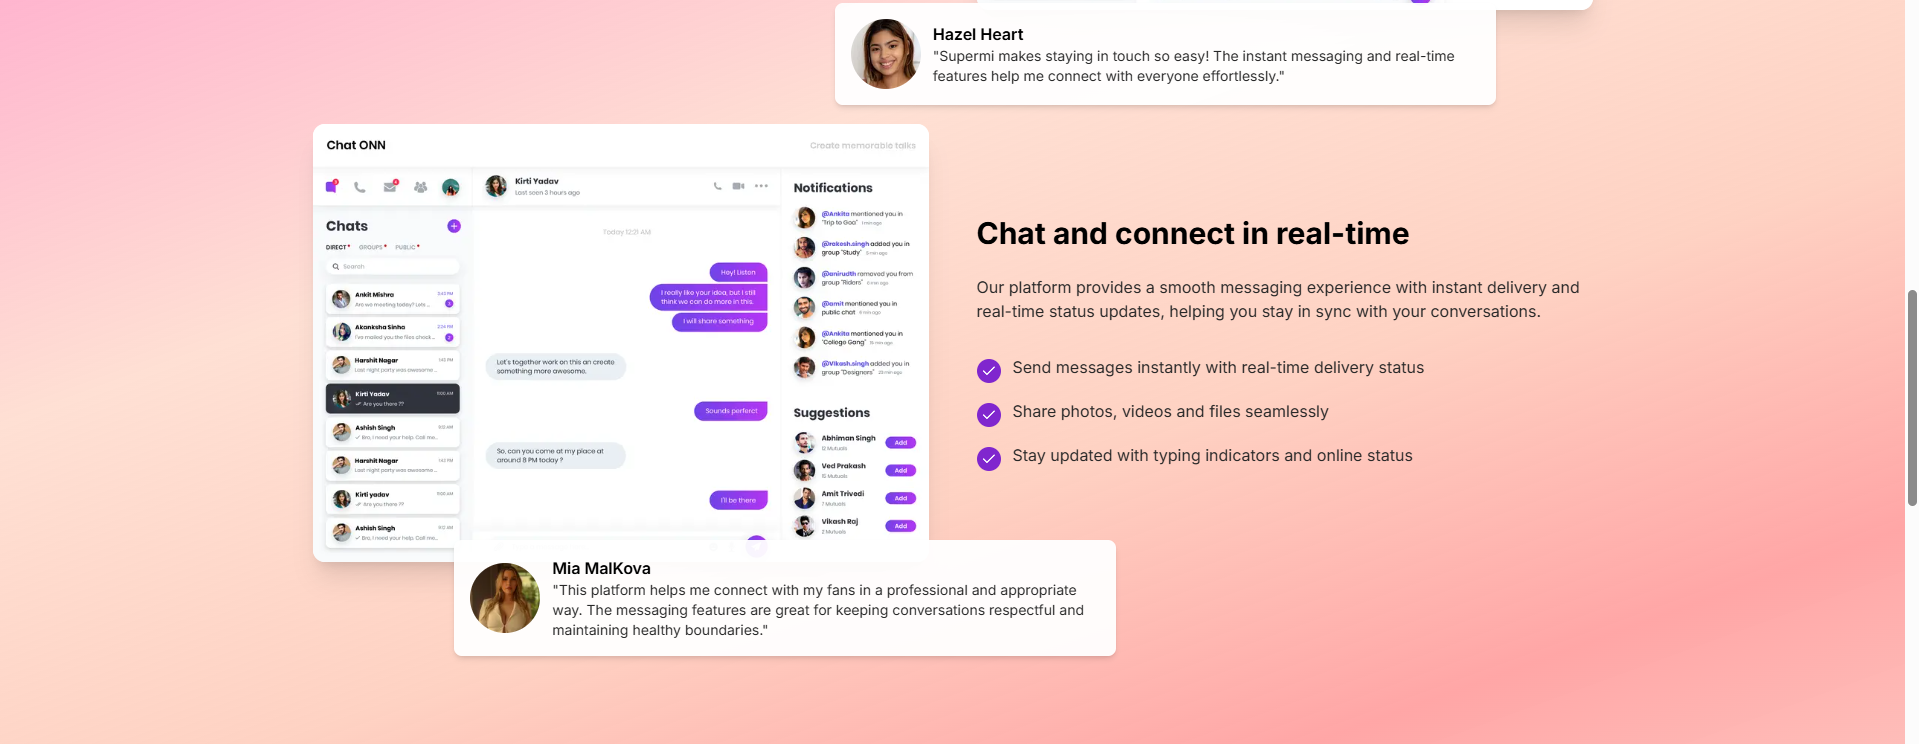 Hazel Heart
"Supermi makes staying in touch so easy! The instant messaging and real-time
features help me connect with everyone effortlessly."
Chat ONN
Create memorable talks
Kirti Yadav
Last seen 3 hours ago
Chats
DIRECT
GROUPS
PUBLIC
Search
Ankit Mishra
Are we meeting today? Lets...
Akanksha Sinha
I've mailed you the files check...
Harshit Nagar
Last night party was awesome...
Kirti Yadav
Are you there ??
Ashish Singh
Bro, I need your help. Call me...
Harshit Nagar
Last night party was awesome...
Kirti yadav
Are you there ??
Ashish Singh
Bro, I need your help. Call me...
Today 12:21 AM
Hey! Listen
I really like your idea, but I still
think we can do more in this.
I will share something
Let's together work on this an create
something more awesome.
Sounds perferct
So, can you come at my place at
around 8 PM today ?
I'll be there
Notifications
@Ankita mentioned you in
"Trip to Goa" 1 min ago
@rakesh.singh added you in
group "Study"
@anirudth removed you from
group "Riders"
@amit mentioned you in
public chat
@Ankita mentioned you in
"College Gang"
@Vikash.singh added you in
group "Designers"
Suggestions
Abhiman Singh
12 Mutuals
Add
Ved Prakash
Add
Amit Trivedi
7 Mutuals
Add
Vikash Raj
2 Mutuals
Add
Chat and connect in real-time
Our platform provides a smooth messaging experience with instant delivery and
real-time status updates, helping you stay in sync with your conversations.
Send messages instantly with real-time delivery status
Share photos, videos and files seamlessly
Stay updated with typing indicators and online status
Mia MalKova
"This platform helps me connect with my fans in a professional and appropriate
way. The messaging features are great for keeping conversations respectful and
maintaining healthy boundaries."